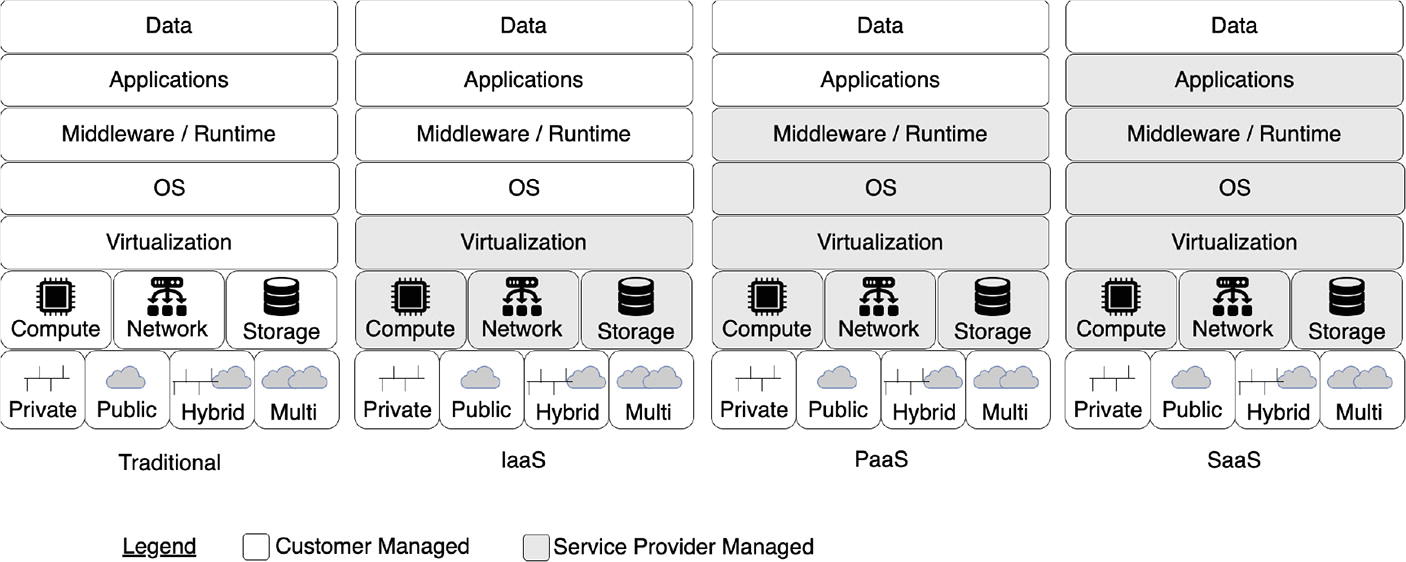 Data Data Data Data
Applications Applications Applications Applications
Middleware / Runtime Middleware / Runtime Middleware / Runtime Middleware / Runtime
OS OS OS OS
Virtualization Virtualization Virtualization Virtualization
Compute Network Storage Compute Network Storage Compute Network Storage Compute Network Storage
Private Public Hybrid Multi Private Public Hybrid Multi Private Public Hybrid Multi Private Public Hybrid Multi
Traditional IaaS PaaS SaaS
Legend Customer Managed Service Provider Managed